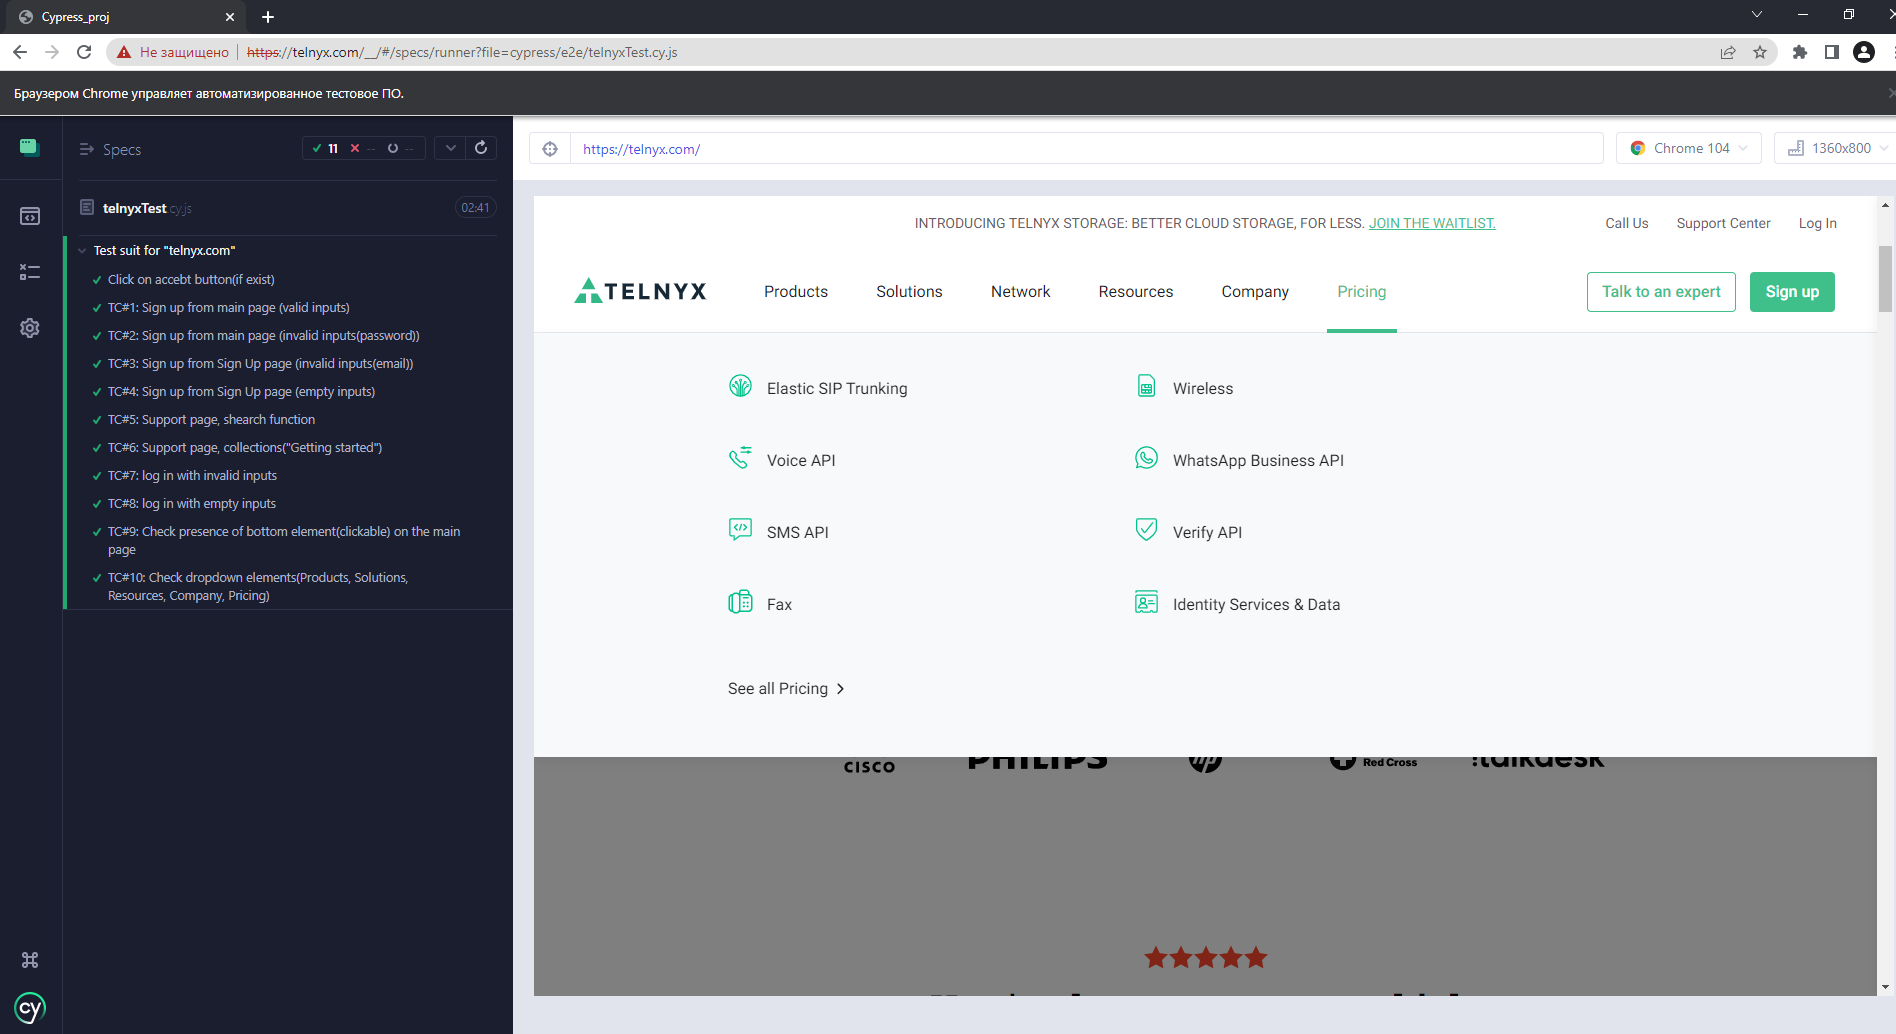 Cypress_proj
Не защищено
https://telnyx.com/__/#/specs/runner?file=cypress/e2e/telnyxTest.cy.js
Браузером Chrome управляет автоматизированное тестовое ПО.
Specs
11 -- --
telnyxTest.cy.js
02:41
Test suit for "telnyx.com"
Click on accebt button(if exist)
TC#1: Sign up from main page (valid inputs)
TC#2: Sign up from main page (invalid inputs(password))
TC#3: Sign up from Sign Up page (invalid inputs(email))
TC#4: Sign up from Sign Up page (empty inputs)
TC#5: Support page, shearch function
TC#6: Support page, collections("Getting started")
TC#7: log in with invalid inputs
TC#8: log in with empty inputs
TC#9: Check presence of bottom element(clickable) on the main
page
TC#10: Check dropdown elements(Products, Solutions,
Resources, Company, Pricing)
cy
https://telnyx.com/
Chrome 104
1360x800
INTRODUCING TELNYX STORAGE: BETTER CLOUD STORAGE, FOR LESS. JOIN THE WAITLIST.
Call Us
Support Center
Log In
TELNYX
Products
Solutions
Network
Resources
Company
Pricing
Talk to an expert
Sign up
Elastic SIP Trunking
Wireless
Voice API
WhatsApp Business API
SMS API
Verify API
Fax
Identity Services & Data
See all Pricing
CISCO
PHILIPS
hp
Red Cross
talkdesk